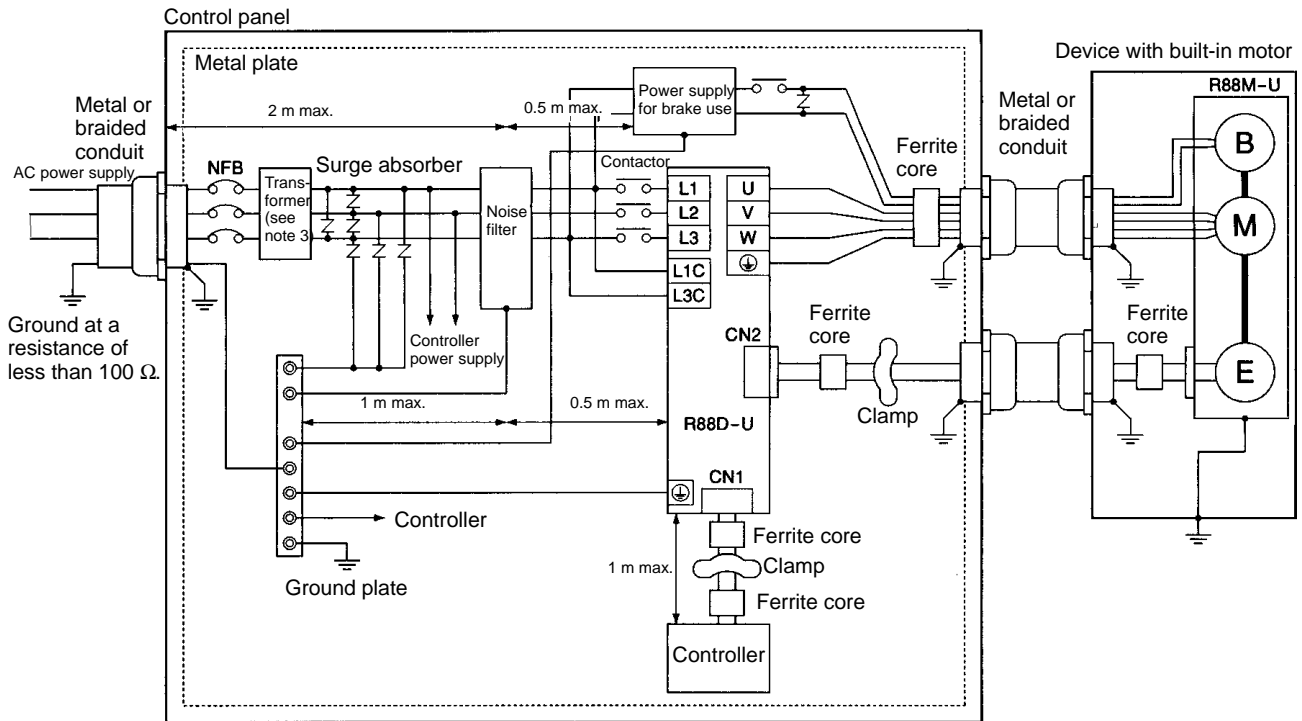 Control panel
Metal plate
Device with built-in motor
R88M-U
Metal or
braided
conduit
AC power supply
2 m max.
0.5 m max.
Power supply
for brake use
Metal or
braided
conduit
Ferrite
core
NFB
Trans-
former
(see
note 3)
Surge absorber
Noise
filter
Contactor
L1
L2
L3
L1C
L3C
U
V
W
B
M
E
Ground at a
resistance of
less than 100 Ω.
Controller
power supply
CN2
Ferrite
core
Clamp
Ferrite
core
1 m max.
0.5 m max.
R88D-U
CN1
Controller
Ground plate
1 m max.
Ferrite core
Clamp
Ferrite core
Controller